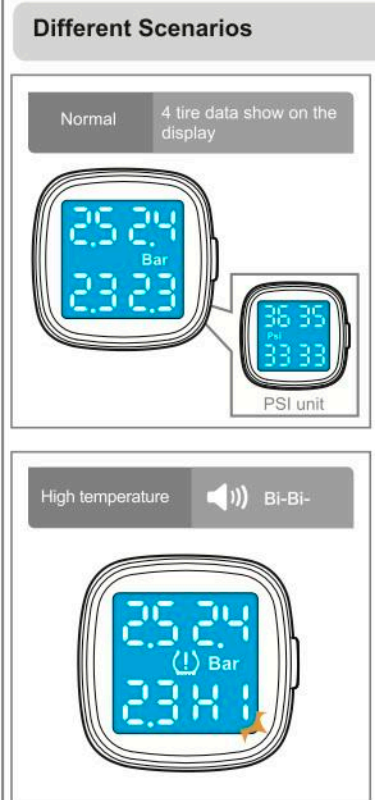 Different Scenarios
Normal
4 tire data show on the
display
2.5 2.4
Bar
2.3 2.3
36 35
Psi
33 33
PSI unit
High temperature
Bi-Bi-
2.5 2.4
(!) Bar
2.3 HI